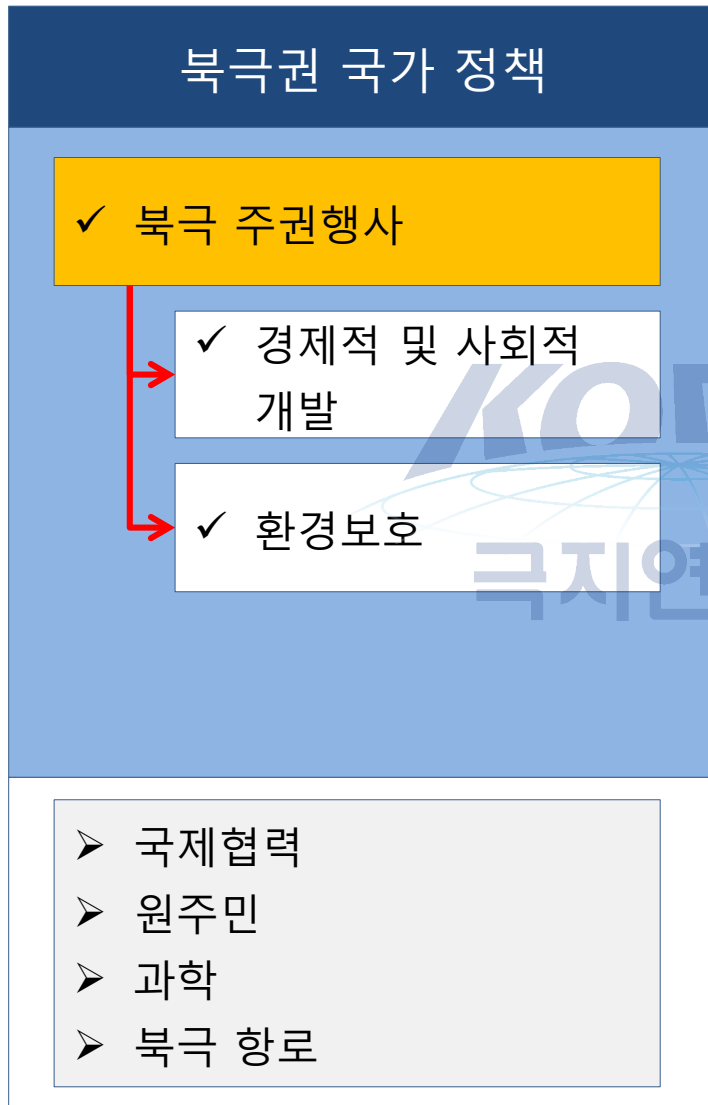 북극권 국가 정책
✓ 북극 주권행사
✓ 경제적 및 사회적
개발
✓ 환경보호
➢ 국제협력
➢ 원주민
➢ 과학
➢ 북극 항로